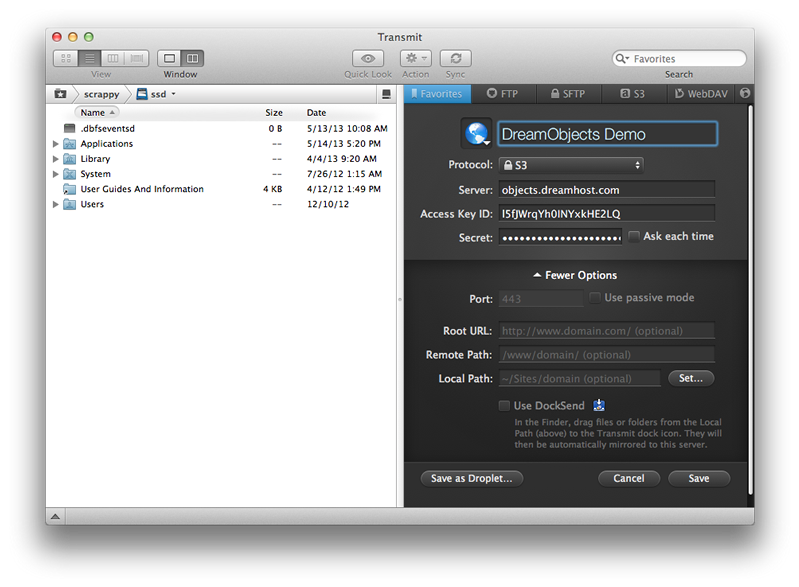 Transmit
Favorites
View Window Quick Look Action Sync Search
scrappy ssd
Favorites FTP SFTP S3 WebDAV
Name Size Date
.dbfseventsd 0 B 5/13/13 10:08 AM
Applications -- 5/14/13 5:20 PM
Library -- 4/4/13 9:20 AM
System -- 7/26/12 1:15 AM
User Guides And Information 4 KB 4/12/12 1:49 PM
Users -- 12/10/12
DreamObjects Demo
Protocol: S3
Server: objects.dreamhost.com
Access Key ID: I5fJWrqYh0INYxkHE2LQ
Secret: •••••••••••••••••••• Ask each time
Fewer Options
Port: 443 Use passive mode
Root URL: http://www.domain.com/ (optional)
Remote Path: /www/domain/ (optional)
Local Path: ~/Sites/domain (optional) Set...
Use DockSend
In the Finder, drag files or folders from the Local
Path (above) to the Transmit dock icon. They will
then be automatically mirrored to this server.
Save as Droplet... Cancel Save